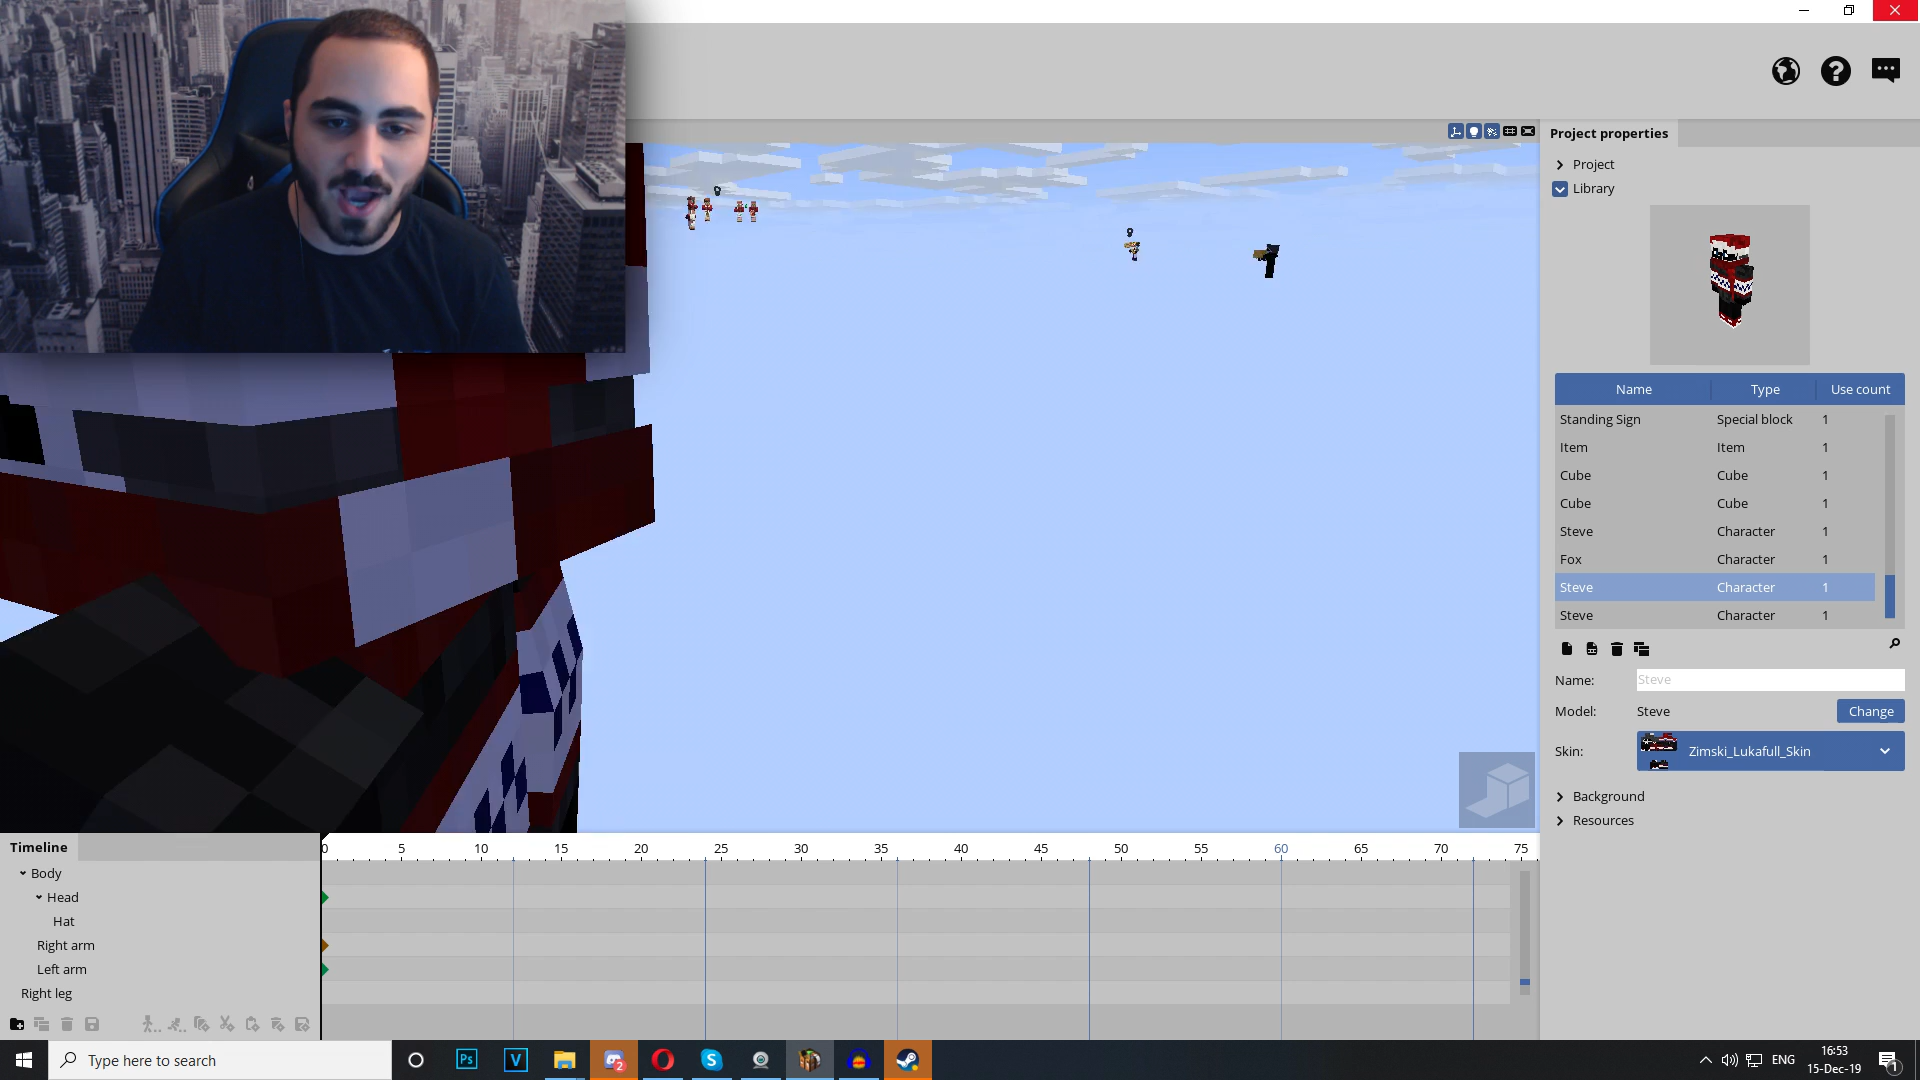 Project properties
Project
Library
Name Type Use count
Standing Sign Special block 1
Item Item 1
Cube Cube 1
Cube Cube 1
Steve Character 1
Fox Character 1
Steve Character 1
Steve Character 1
Name: Steve
Model: Steve Change
Skin: Zimski_Lukafull_Skin
Background
Resources
Timeline
0 5 10 15 20 25 30 35 40 45 50 55 60 65 70 75
Body
Head
Hat
Right arm
Left arm
Right leg
Type here to search
Ps
V
2
S
ENG
16:53
15-Dec-19
1